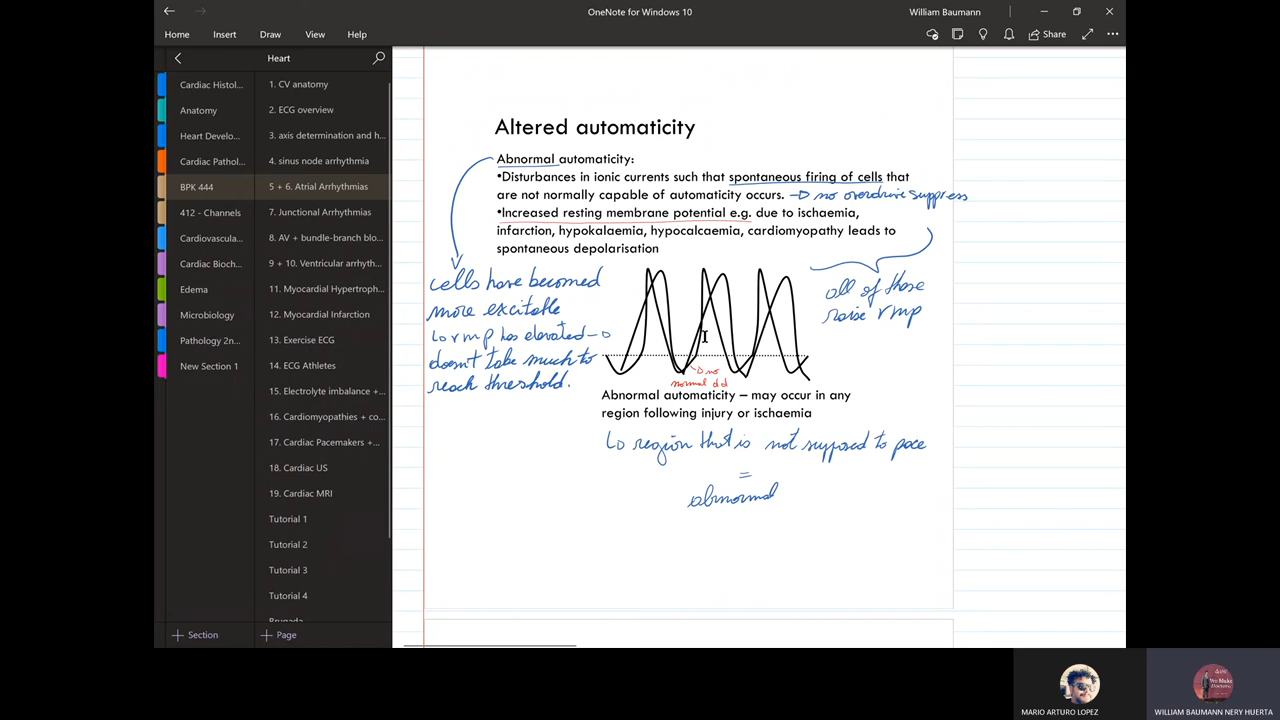 OneNote for Windows 10
William Baumann
Home
Insert
Draw
View
Help
Share
Heart
Cardiac Histol...
Anatomy
Heart Develo...
Cardiac Pathol...
BPK 444
412 - Channels
Cardiovascula...
Cardiac Bioch...
Edema
Microbiology
Pathology 2n...
New Section 1
Section
1. CV anatomy
2. ECG overview
3. axis determination and h...
4. sinus node arrhythmia
5 + 6. Atrial Arrhythmias
7. Junctional Arrhythmias
8. AV + bundle-branch blo...
9 + 10. Ventricular arryth...
11. Myocardial Hypertroph...
12. Myocardial Infarction
13. Exercise ECG
14. ECG Athletes
15. Electrolyte imbalance +...
16. Cardiomyopathies + co...
17. Cardiac Pacemakers +...
18. Cardiac US
19. Cardiac MRI
Tutorial 1
Tutorial 2
Tutorial 3
Tutorial 4
Brugada
Page
Altered automaticity
Abnormal automaticity:
•Disturbances in ionic currents such that spontaneous firing of cells that
are not normally capable of automaticity occurs. no overdrive suppress
•Increased resting membrane potential e.g. due to ischaemia,
infarction, hypokalaemia, hypocalcaemia, cardiomyopathy leads to
spontaneous depolarisation
cells have becomed
more excitable
rmp has elevated
doesn't take much to
reach threshold.
all of those
raise rmp
no
normal dd
Abnormal automaticity – may occur in any
region following injury or ischaemia
region that is not supposed to pace
=
abnormal
MARIO ARTURO LOPEZ
We Make
Doctors
WILLIAM BAUMANN NERY HUERTA